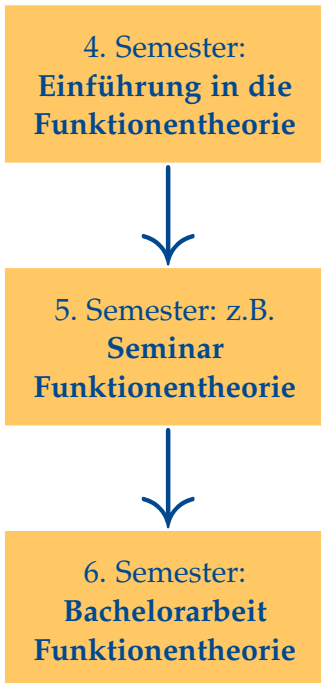 4. Semester:
Einführung in die
Funktionentheorie
5. Semester: z.B.
Seminar
Funktionentheorie
6. Semester:
Bachelorarbeit
Funktionentheorie